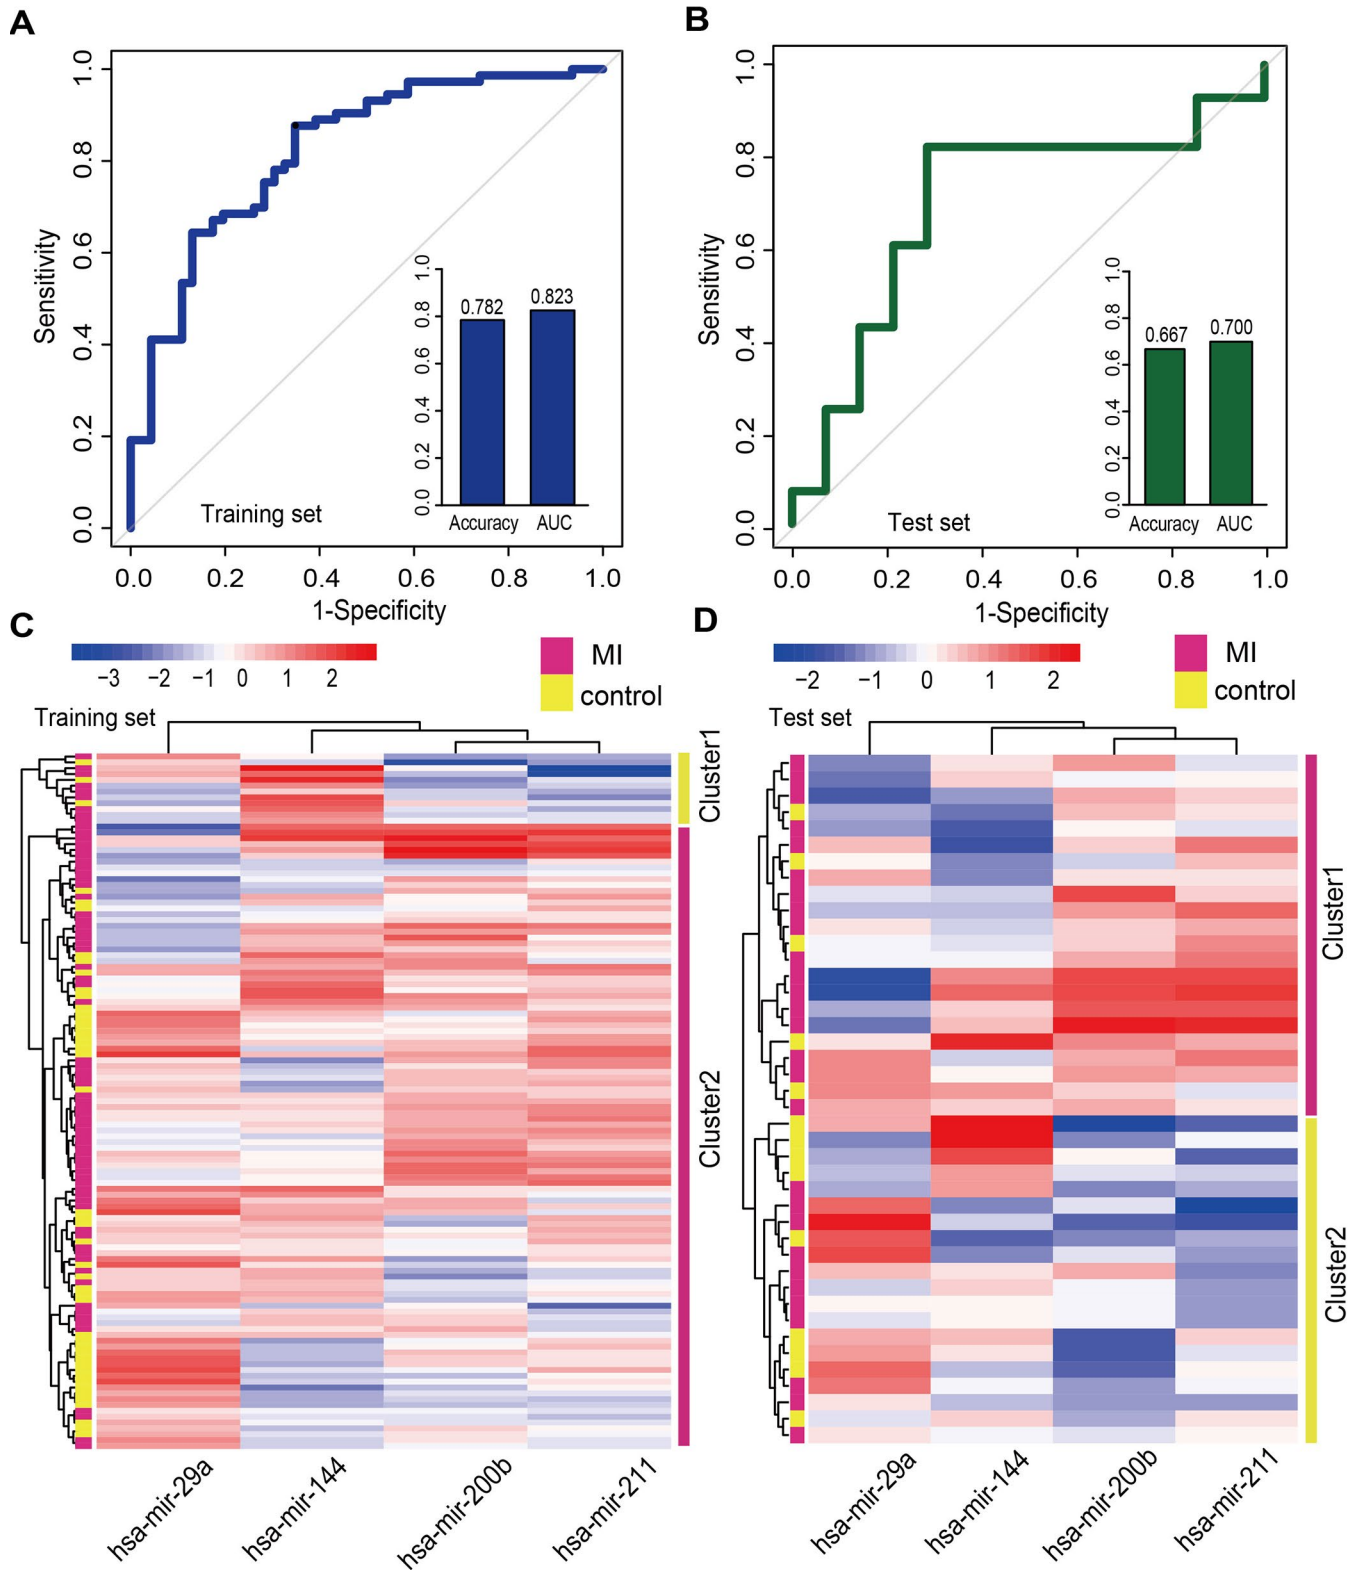 A
B
1.0
0.8
0.6
0.4
0.2
0.0
Sensitivity
0.0
0.2
0.4
0.6
0.8
1.0
1-Specificity
Training set
1.0
0.8
0.6
0.4
0.2
0.0
0.782
0.823
Accuracy
AUC
1.0
0.8
0.6
0.4
0.2
0.0
Sensitivity
0.0
0.2
0.4
0.6
0.8
1.0
1-Specificity
Test set
1.0
0.8
0.6
0.4
0.2
0.0
0.667
0.700
Accuracy
AUC
C
−3
−2
−1
0
1
2
MI
control
Training set
Cluster1
Cluster2
hsa-mir-29a
hsa-mir-144
hsa-mir-200b
hsa-mir-211
D
−2
−1
0
1
2
MI
control
Test set
Cluster1
Cluster2
hsa-mir-29a
hsa-mir-144
hsa-mir-200b
hsa-mir-211